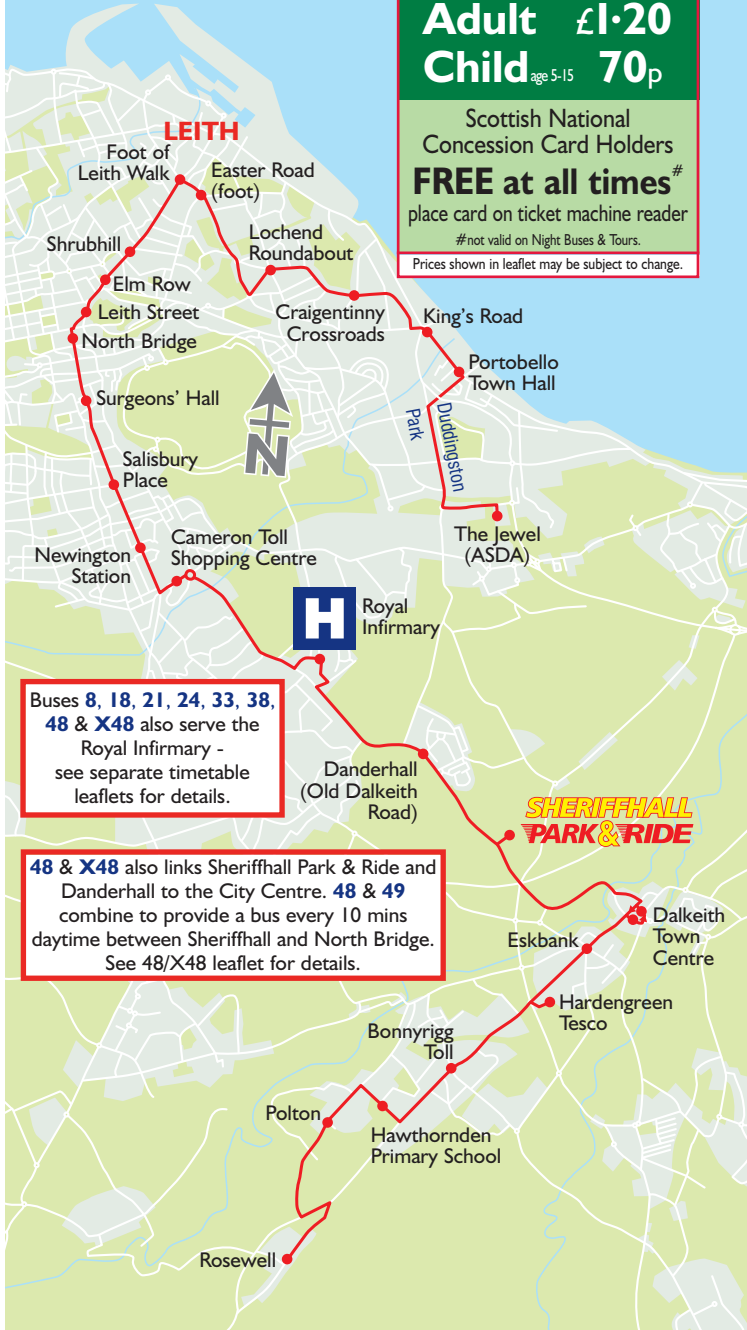 Adult £1·20
Child age 5-15 70p
Scottish National
Concession Card Holders
FREE at all times#
place card on ticket machine reader
#not valid on Night Buses & Tours.
Prices shown in leaflet may be subject to change.
LEITH
Foot of
Leith Walk
Easter Road
(foot)
Shrubhill
Lochend
Roundabout
Elm Row
Leith Street
North Bridge
Craigentinny
Crossroads
King's Road
Portobello
Town Hall
Surgeons' Hall
N
Duddingston
Park
Salisbury
Place
The Jewel
(ASDA)
Newington
Station
Cameron Toll
Shopping Centre
H
Royal
Infirmary
Buses 8, 18, 21, 24, 33, 38,
48 & X48 also serve the
Royal Infirmary -
see separate timetable
leaflets for details.
Danderhall
(Old Dalkeith
Road)
SHERIFFHALL
PARK & RIDE
48 & X48 also links Sheriffhall Park & Ride and
Danderhall to the City Centre. 48 & 49
combine to provide a bus every 10 mins
daytime between Sheriffhall and North Bridge.
See 48/X48 leaflet for details.
Dalkeith
Town
Centre
Eskbank
Hardengreen
Tesco
Bonnyrigg
Toll
Polton
Hawthornden
Primary School
Rosewell